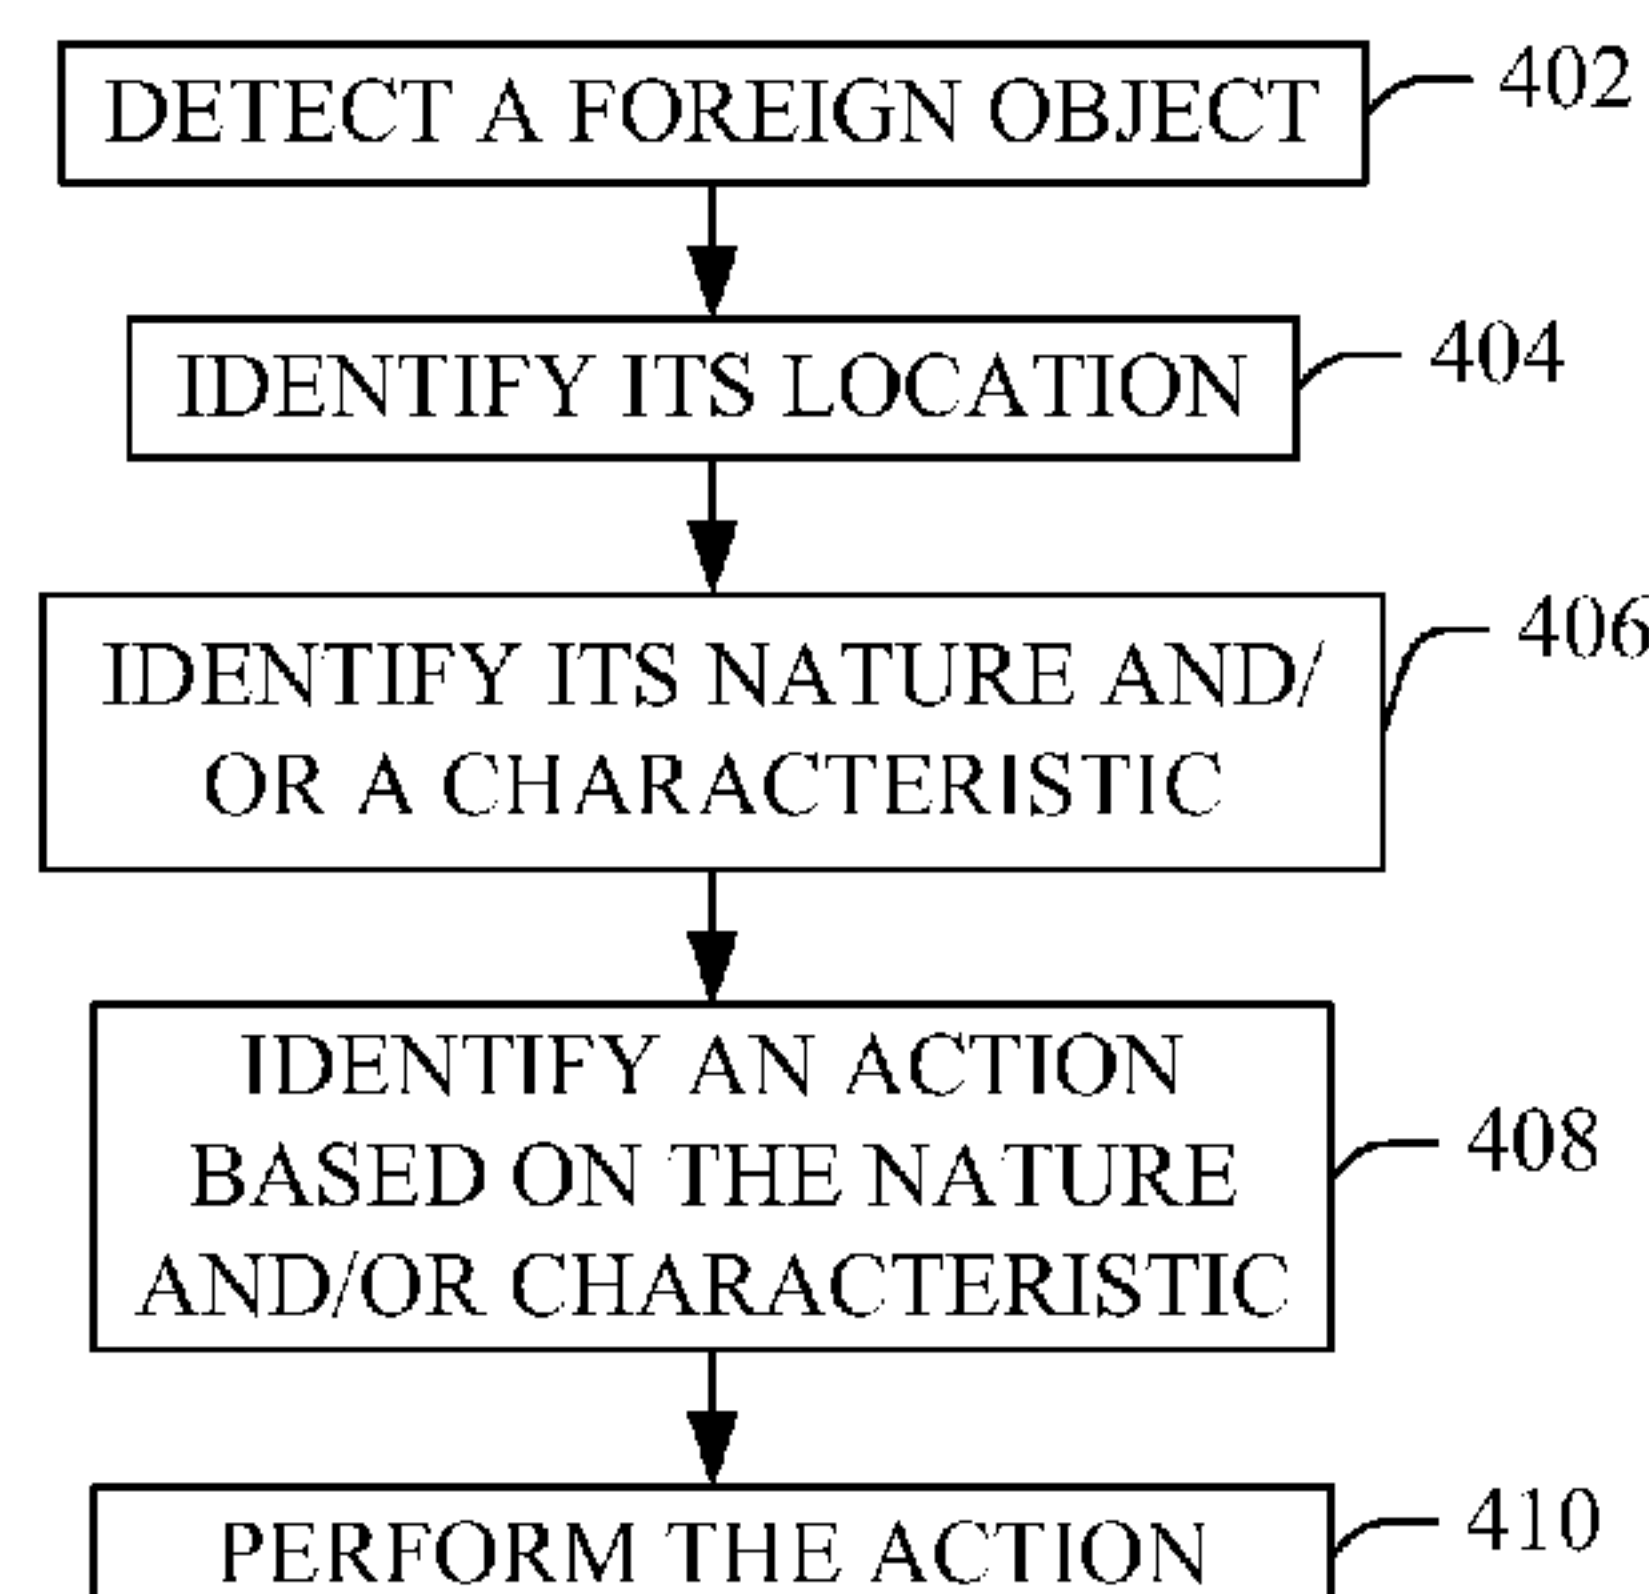 DETECT A FOREIGN OBJECT
402
IDENTIFY ITS LOCATION
404
IDENTIFY ITS NATURE AND/
OR A CHARACTERISTIC
406
IDENTIFY AN ACTION
BASED ON THE NATURE
AND/OR CHARACTERISTIC
408
PERFORM THE ACTION
410